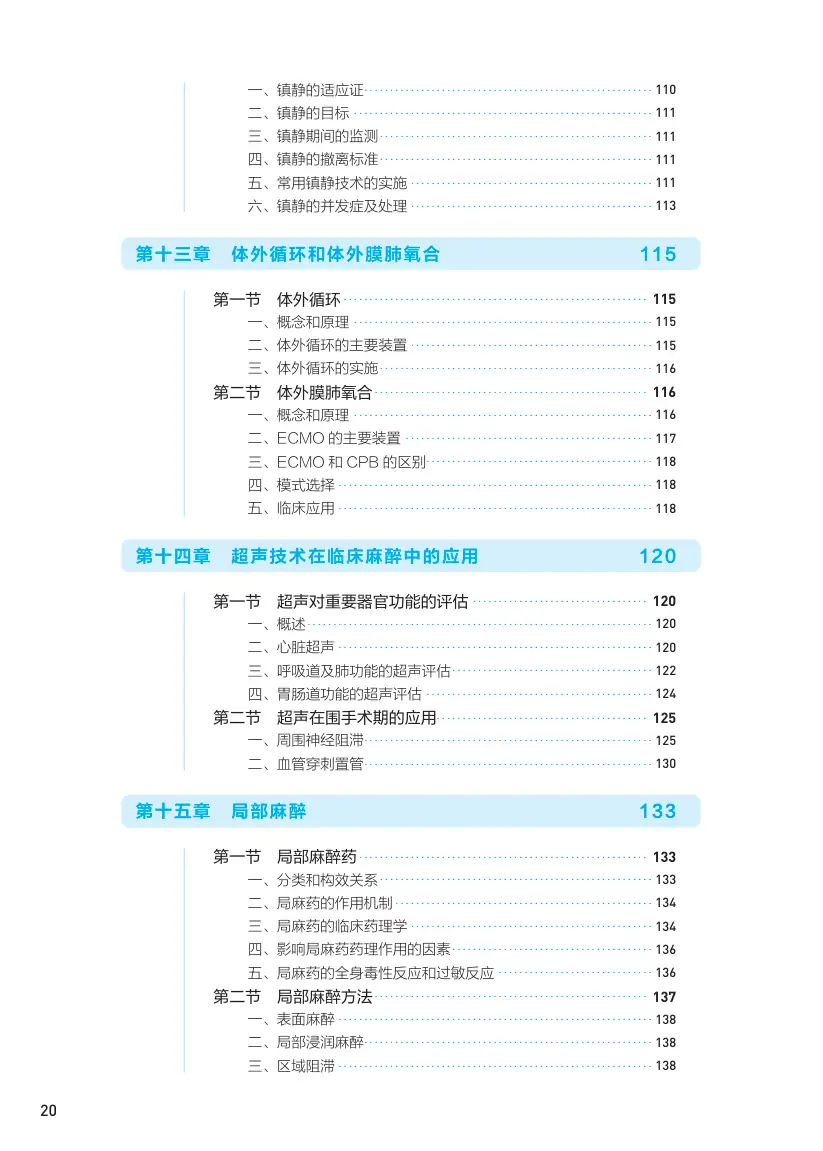 一、镇静的适应证 110
二、镇静的目标 111
三、镇静期间的监测 111
四、镇静的撤离标准 111
五、常用镇静技术的实施 111
六、镇静的并发症及处理 113
第十三章 体外循环和体外膜肺氧合 115
第一节 体外循环 115
一、概念和原理 115
二、体外循环的主要装置 115
三、体外循环的实施 116
第二节 体外膜肺氧合 116
一、概念和原理 116
二、ECMO 的主要装置 117
三、ECMO 和 CPB 的区别 118
四、模式选择 118
五、临床应用 118
第十四章 超声技术在临床麻醉中的应用 120
第一节 超声对重要器官功能的评估 120
一、概述 120
二、心脏超声 120
三、呼吸道及肺功能的超声评估 122
四、胃肠道功能的超声评估 124
第二节 超声在围手术期的应用 125
一、周围神经阻滞 125
二、血管穿刺置管 130
第十五章 局部麻醉 133
第一节 局部麻醉药 133
一、分类和构效关系 133
二、局麻药的作用机制 134
三、局麻药的临床药理学 134
四、影响局麻药药理作用的因素 136
五、局麻药的全身毒性反应和过敏反应 136
第二节 局部麻醉方法 137
一、表面麻醉 138
二、局部浸润麻醉 138
三、区域阻滞 138
20